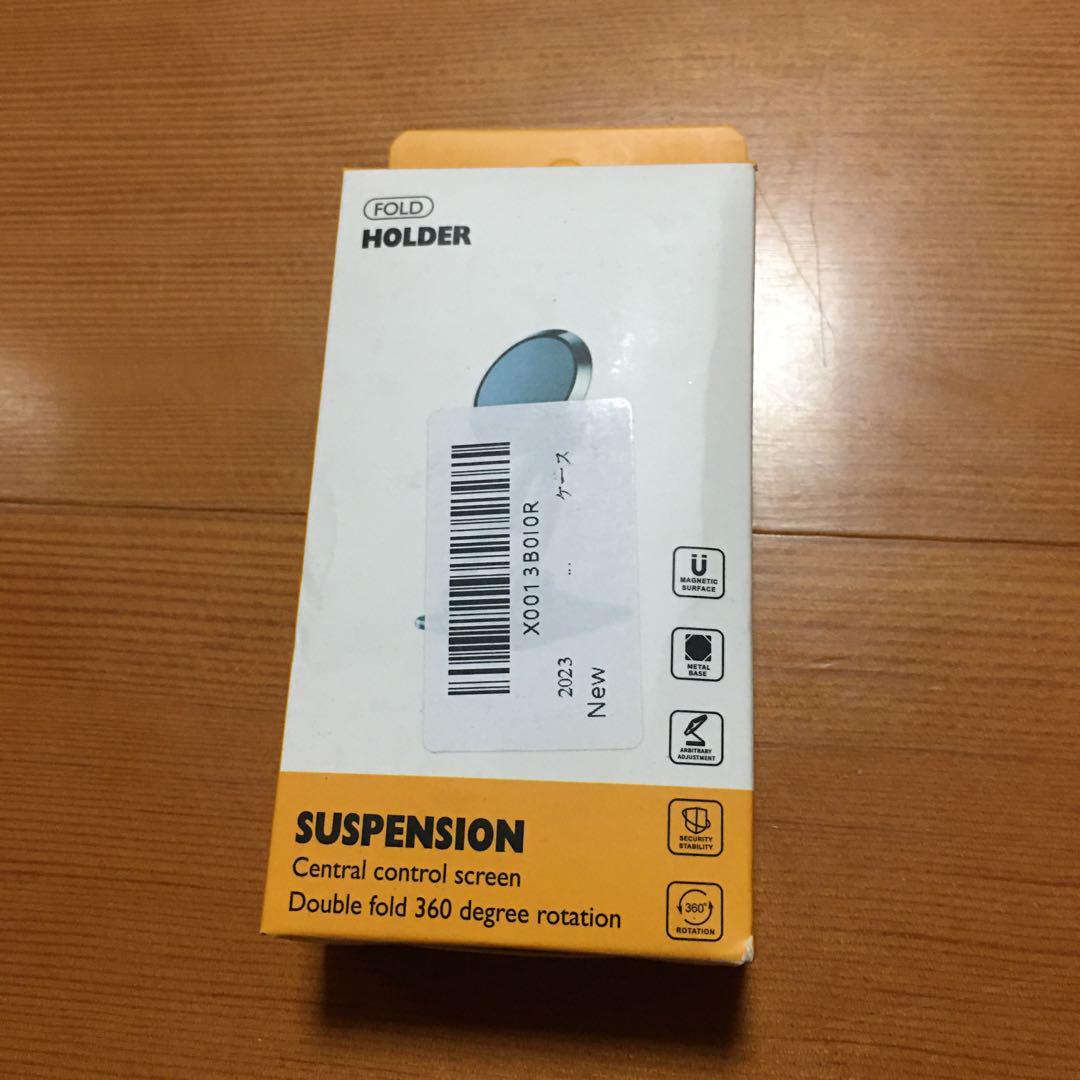 FOLD
HOLDER
X0013B0I0R
ケース
...
2023
New
MAGNETIC
SURFACE
METAL
BASE
ARBITRARY
ADJUSTMENT
SECURITY
STABILITY
360°
ROTATION
SUSPENSION
Central control screen
Double fold 360 degree rotation